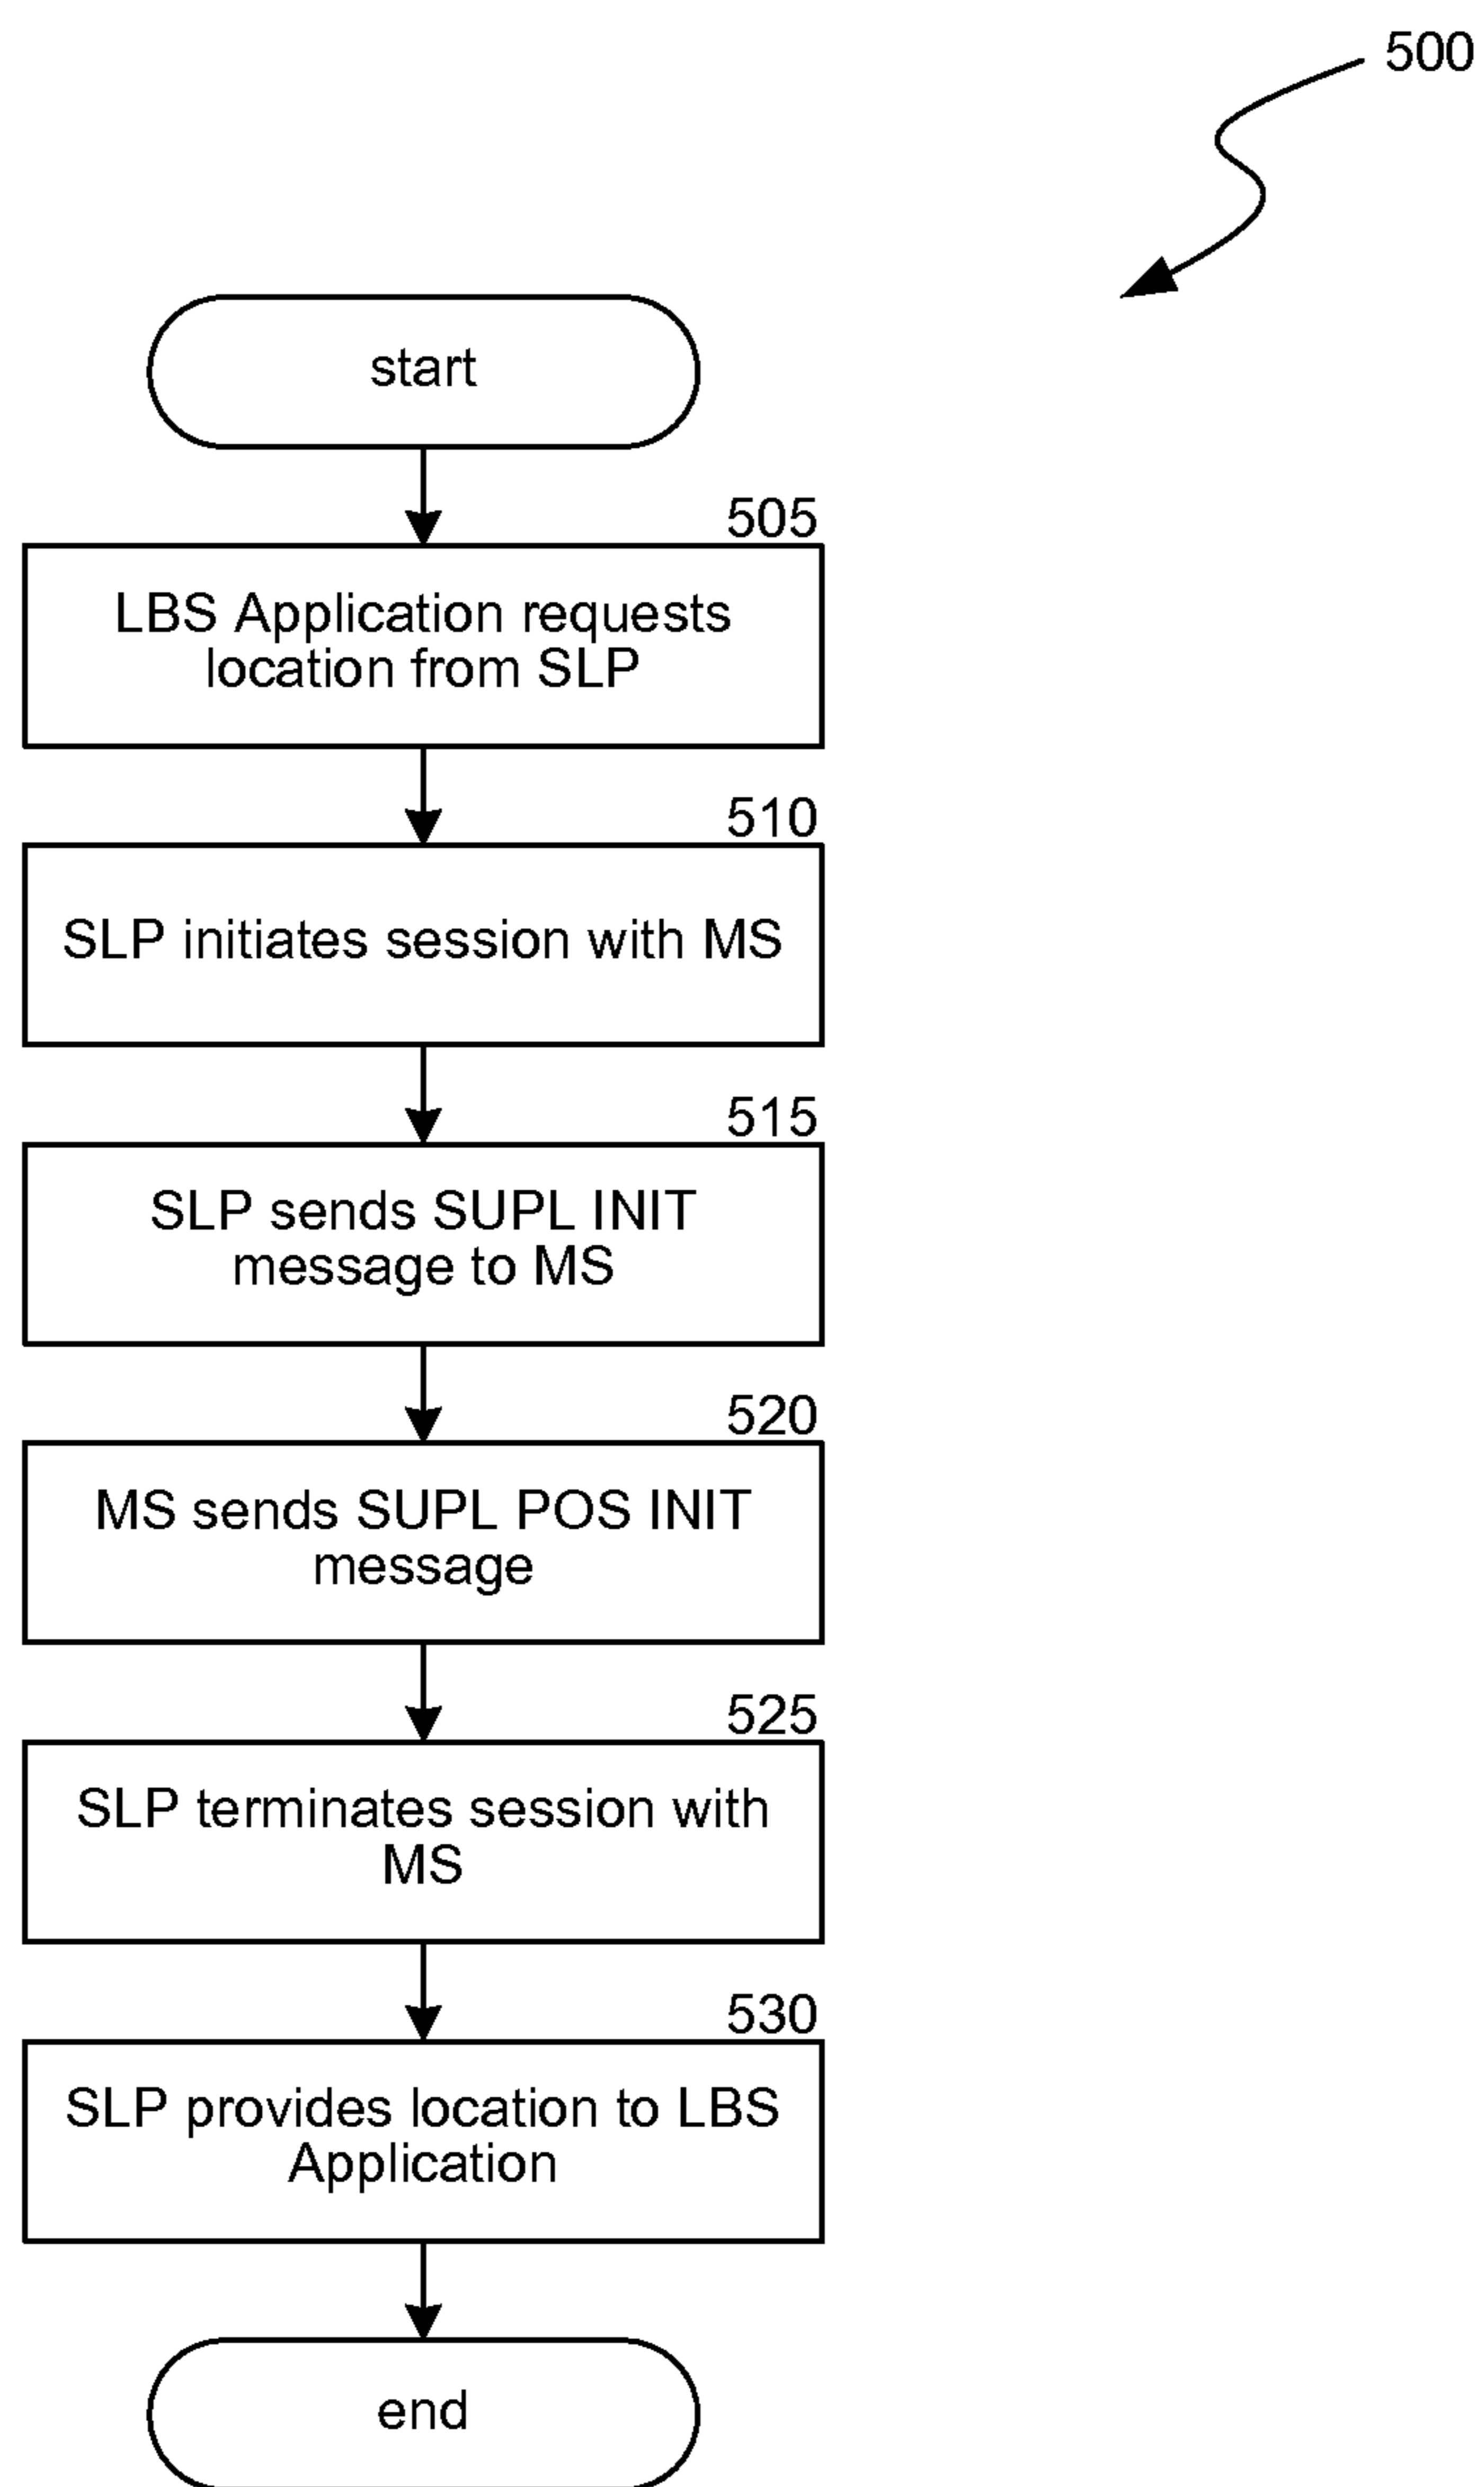 500
start
505
LBS Application requests
location from SLP
510
SLP initiates session with MS
515
SLP sends SUPL INIT
message to MS
520
MS sends SUPL POS INIT
message
525
SLP terminates session with
MS
530
SLP provides location to LBS
Application
end